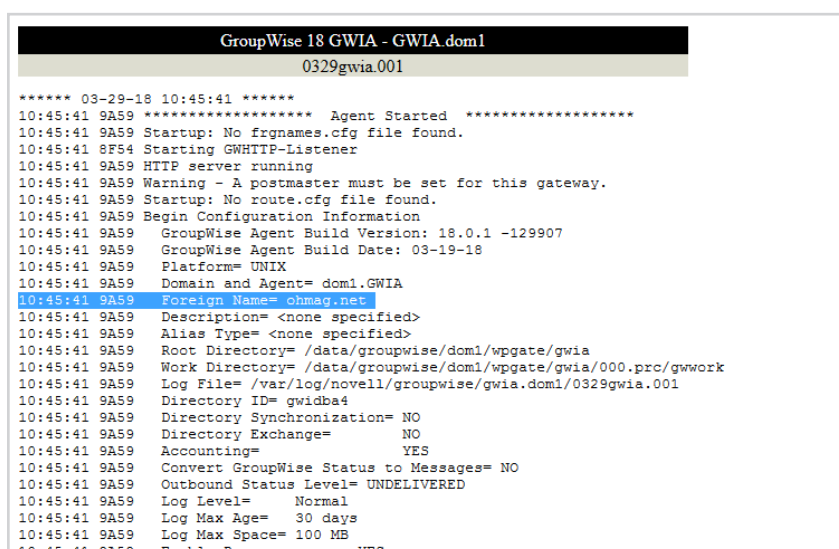 GroupWise 18 GWIA - GWIA.dom1
0329gwia.001
****** 03-29-18 10:45:41 ******
10:45:41 9A59 ******************* Agent Started *******************
10:45:41 9A59 Startup: No frgnames.cfg file found.
10:45:41 8F54 Starting GWHTTP-Listener
10:45:41 9A59 HTTP server running
10:45:41 9A59 Warning - A postmaster must be set for this gateway.
10:45:41 9A59 Startup: No route.cfg file found.
10:45:41 9A59 Begin Configuration Information
10:45:41 9A59 GroupWise Agent Build Version: 18.0.1 -129907
10:45:41 9A59 GroupWise Agent Build Date: 03-19-18
10:45:41 9A59 Platform= UNIX
10:45:41 9A59 Domain and Agent= dom1.GWIA
10:45:41 9A59 Foreign Name= ohmag.net
10:45:41 9A59 Description= <none specified>
10:45:41 9A59 Alias Type= <none specified>
10:45:41 9A59 Root Directory= /data/groupwise/dom1/wpgate/gwia
10:45:41 9A59 Work Directory= /data/groupwise/dom1/wpgate/gwia/000.prc/gwwork
10:45:41 9A59 Log File= /var/log/novell/groupwise/gwia.dom1/0329gwia.001
10:45:41 9A59 Directory ID= gwidba4
10:45:41 9A59 Directory Synchronization= NO
10:45:41 9A59 Directory Exchange= NO
10:45:41 9A59 Accounting= YES
10:45:41 9A59 Convert GroupWise Status to Messages= NO
10:45:41 9A59 Outbound Status Level= UNDELIVERED
10:45:41 9A59 Log Level= Normal
10:45:41 9A59 Log Max Age= 30 days
10:45:41 9A59 Log Max Space= 100 MB